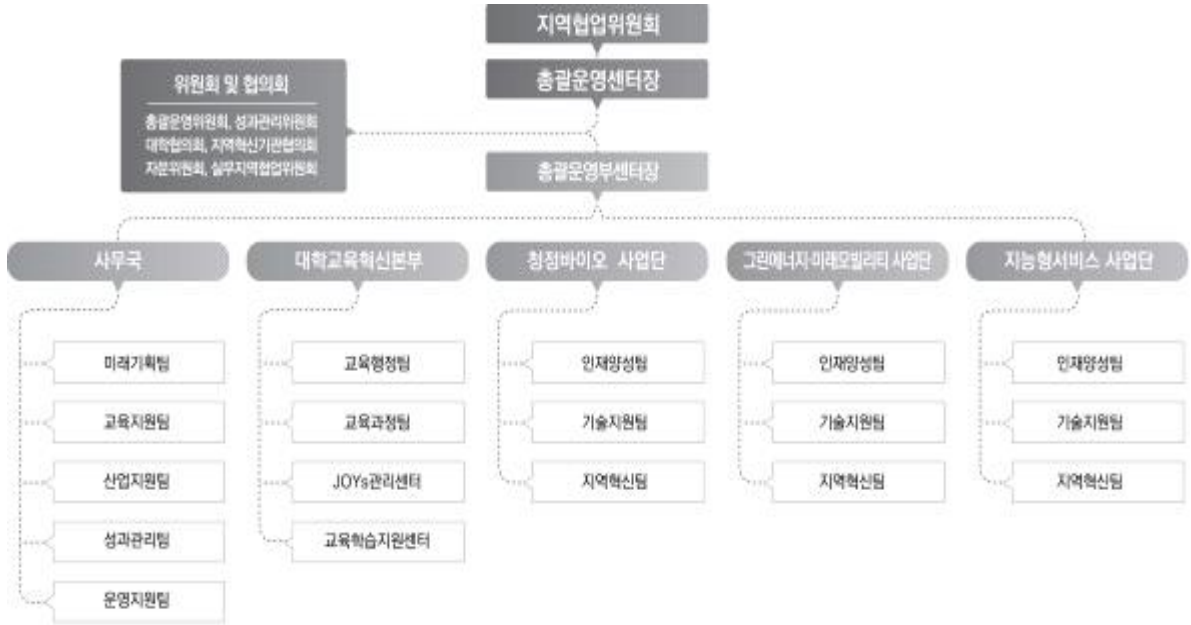 지역협업위원회
총괄운영센터장
위원회 및 협의회
총괄운영위원회, 성과관리위원회
대학협의회, 지역혁신기관협의회
자문위원회, 실무지역협업위원회
총괄운영부센터장
사무국
대학교육혁신본부
청정바이오 사업단
그린에너지·미래모빌리티 사업단
지능형서비스 사업단
미래기획팀
교육지원팀
산업지원팀
성과관리팀
운영지원팀
교육행정팀
교육과정팀
JOYs관리센터
교육학습지원센터
인재양성팀
기술지원팀
지역혁신팀
인재양성팀
기술지원팀
지역혁신팀
인재양성팀
기술지원팀
지역혁신팀